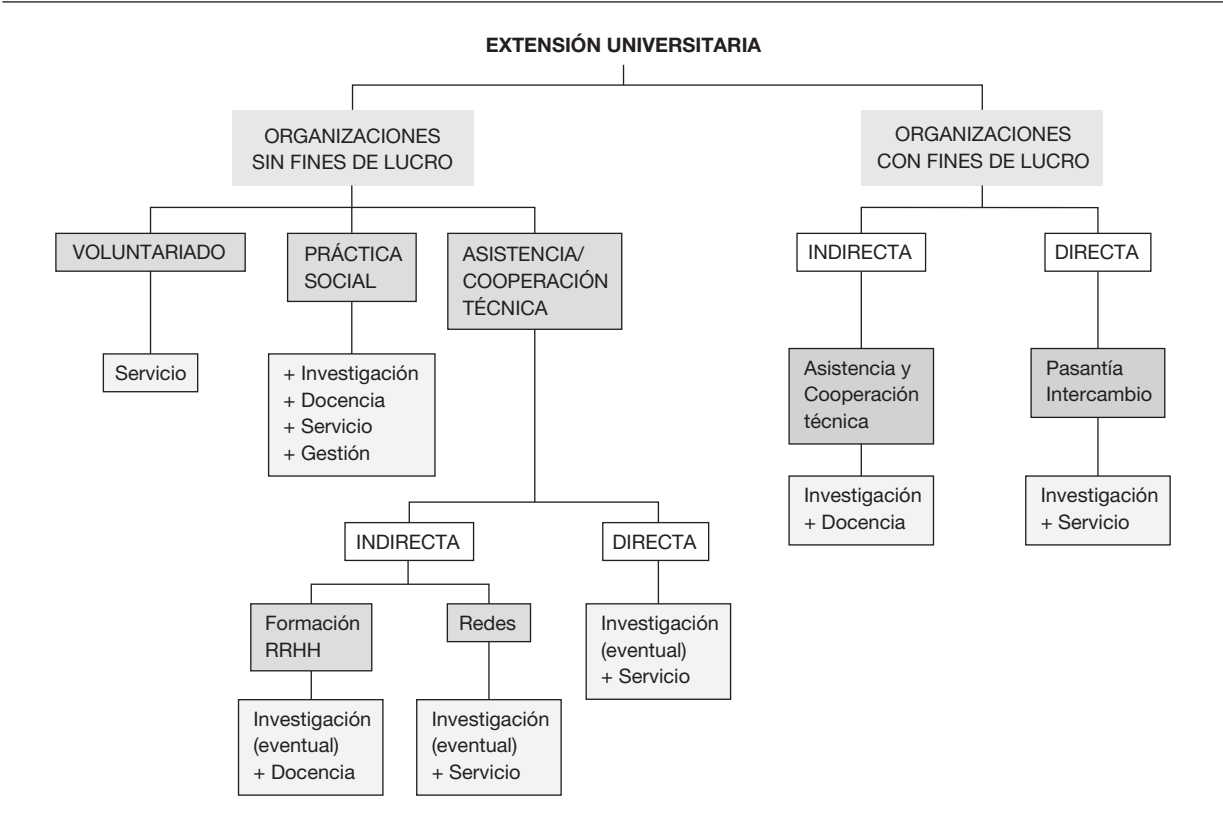 EXTENSIÓN UNIVERSITARIA
ORGANIZACIONES
SIN FINES DE LUCRO
ORGANIZACIONES
CON FINES DE LUCRO
VOLUNTARIADO
PRÁCTICA
SOCIAL
ASISTENCIA/
COOPERACIÓN
TÉCNICA
INDIRECTA
DIRECTA
Servicio
+ Investigación
+ Docencia
+ Servicio
+ Gestión
Asistencia y
Cooperación
técnica
Pasantía
Intercambio
Investigación
+ Docencia
Investigación
+ Servicio
INDIRECTA
DIRECTA
Formación
RRHH
Redes
Investigación
(eventual)
+ Servicio
Investigación
(eventual)
+ Docencia
Investigación
(eventual)
+ Servicio